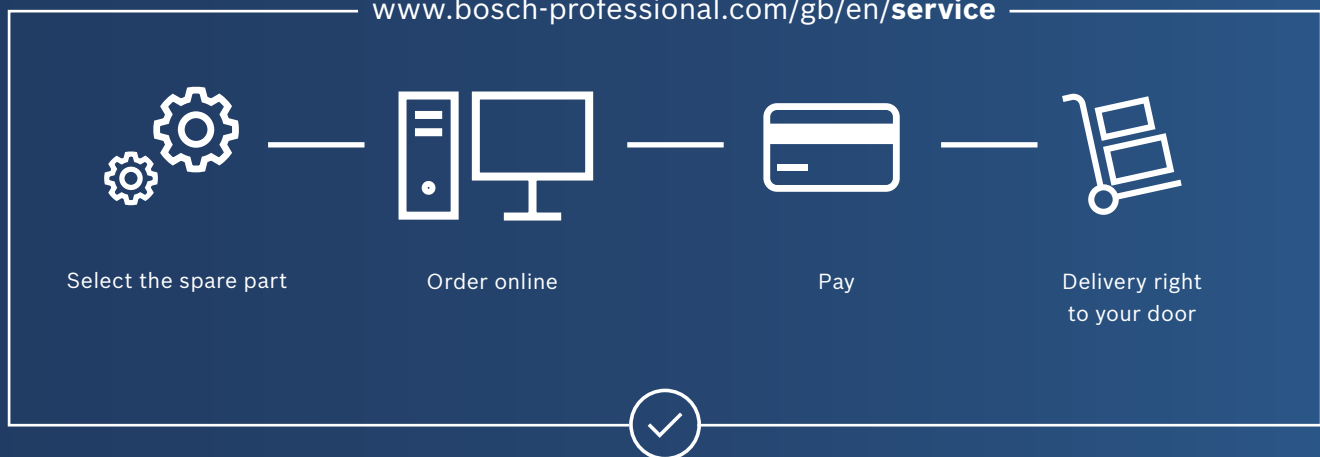 www.bosch-professional.com/gb/en/service
Select the spare part
Order online
Pay
Delivery right
to your door